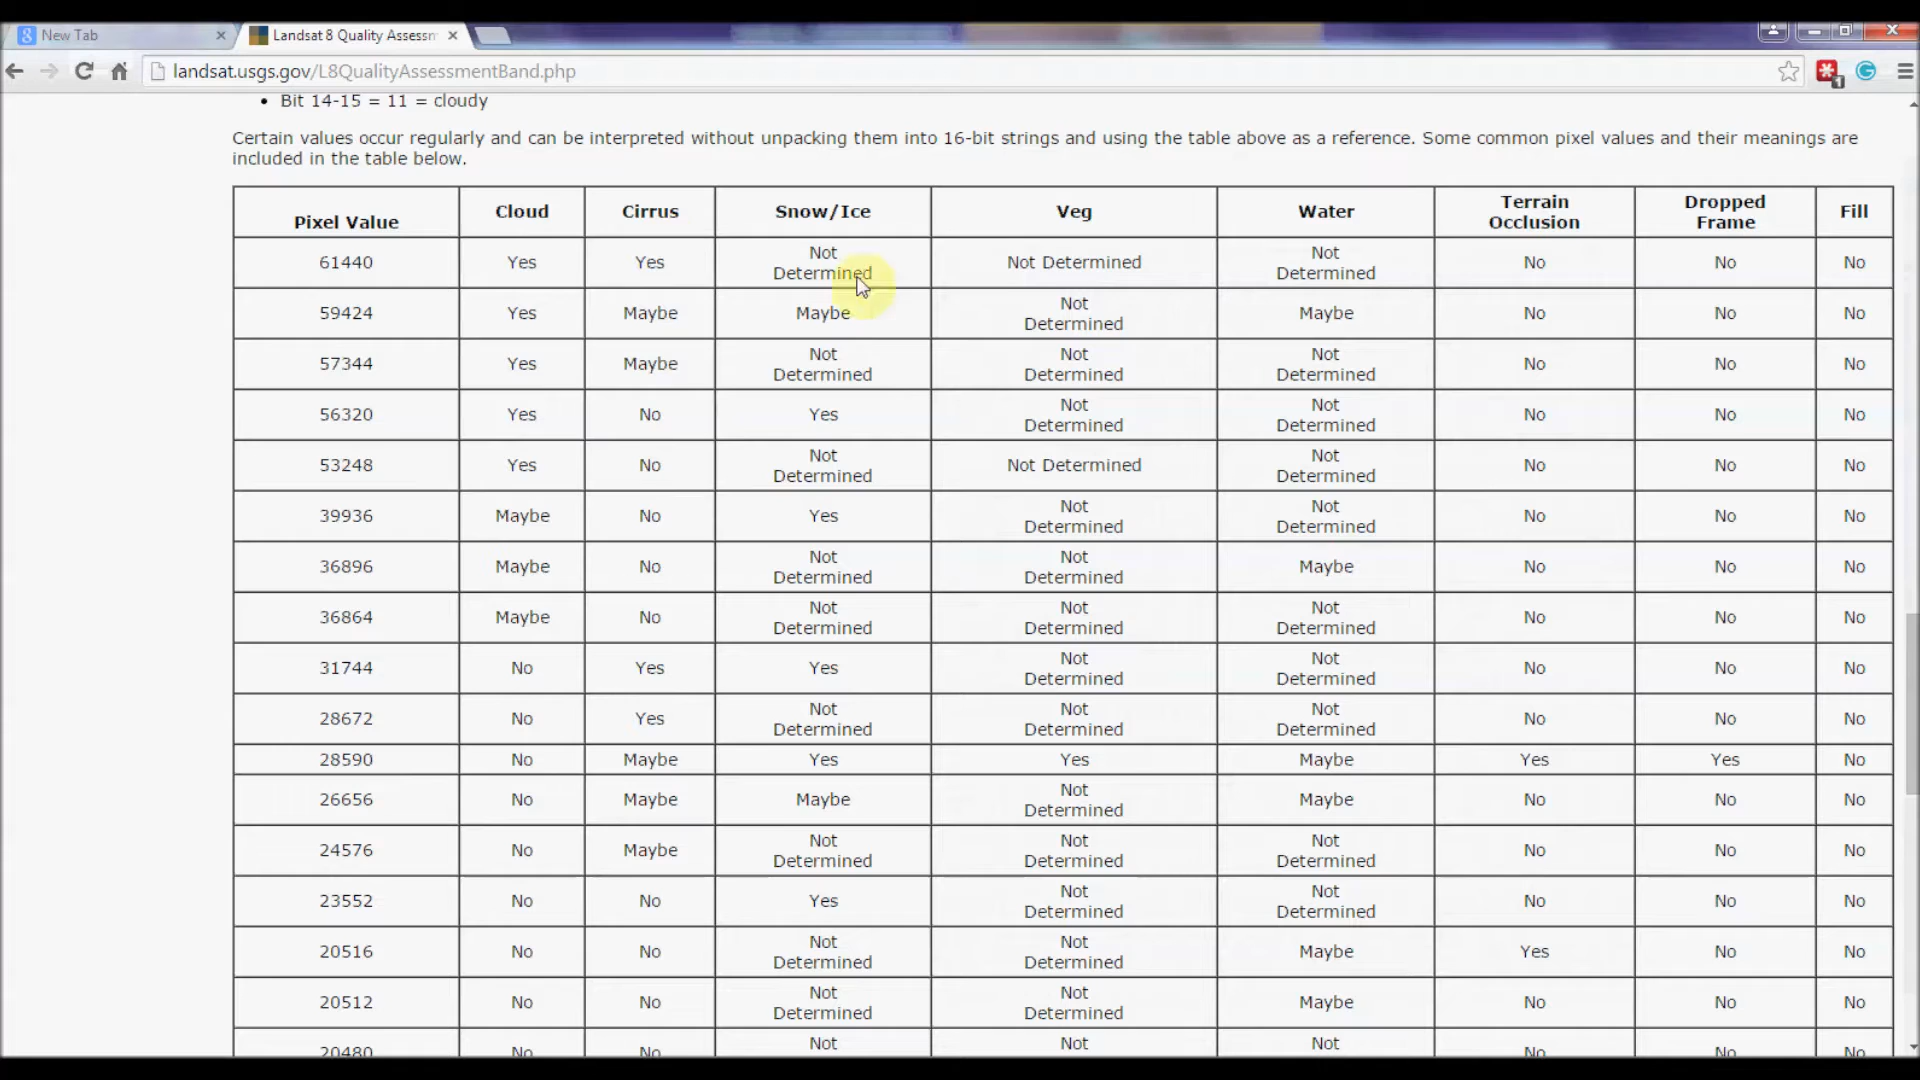 New Tab
Landsat 8 Quality Assessm
landsat.usgs.gov/L8QualityAssessmentBand.php
1
• Bit 14-15 = 11 = cloudy
Certain values occur regularly and can be interpreted without unpacking them into 16-bit strings and using the table above as a reference. Some common pixel values and their meanings are
included in the table below.
Pixel Value Cloud Cirrus Snow/Ice Veg Water Terrain Occlusion Dropped Frame Fill
61440 Yes Yes Not Determined Not Determined Not Determined No No No
59424 Yes Maybe Maybe Not Determined Maybe No No No
57344 Yes Maybe Not Determined Not Determined Not Determined No No No
56320 Yes No Yes Not Determined Not Determined No No No
53248 Yes No Not Determined Not Determined Not Determined No No No
39936 Maybe No Yes Not Determined Not Determined No No No
36896 Maybe No Not Determined Not Determined Maybe No No No
36864 Maybe No Not Determined Not Determined Not Determined No No No
31744 No Yes Yes Not Determined Not Determined No No No
28672 No Yes Not Determined Not Determined Not Determined No No No
28590 No Maybe Yes Yes Maybe Yes Yes No
26656 No Maybe Maybe Not Determined Maybe No No No
24576 No Maybe Not Determined Not Determined Not Determined No No No
23552 No No Yes Not Determined Not Determined No No No
20516 No No Not Determined Not Determined Maybe Yes No No
20512 No No Not Determined Not Determined Maybe No No No
20480 No No Not Not Not No No No